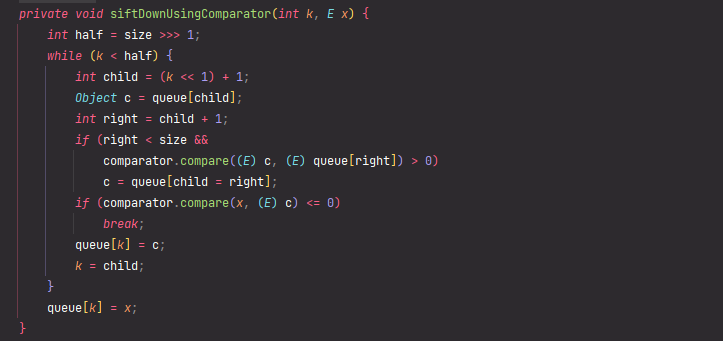 private void siftDownUsingComparator(int k, E x) {
    int half = size >>> 1;
    while (k < half) {
        int child = (k << 1) + 1;
        Object c = queue[child];
        int right = child + 1;
        if (right < size &&
            comparator.compare((E) c, (E) queue[right]) > 0)
            c = queue[child = right];
        if (comparator.compare(x, (E) c) <= 0)
            break;
        queue[k] = c;
        k = child;
    }
    queue[k] = x;
}